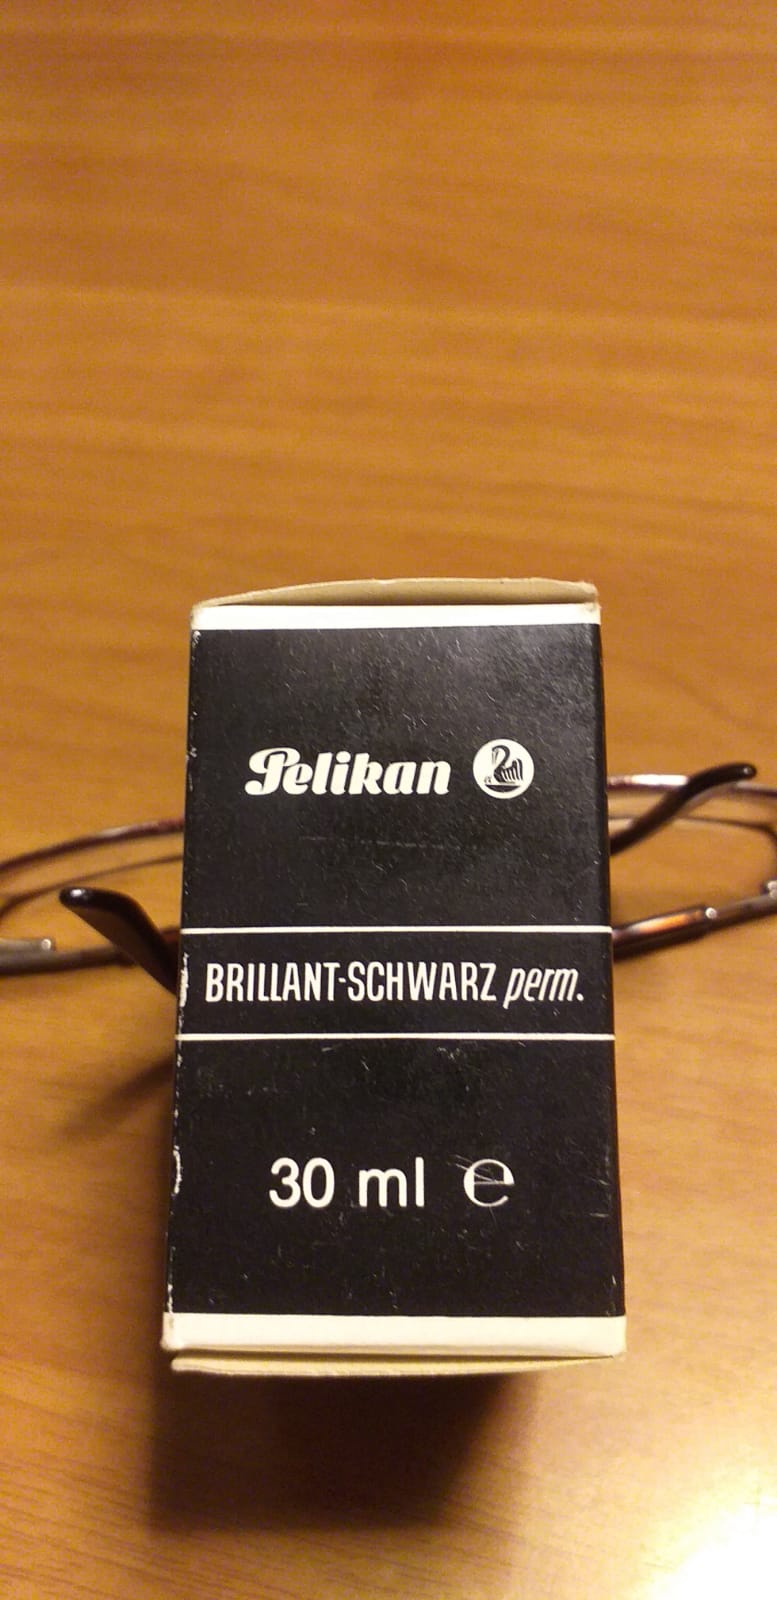 Pelikan
BRILLANT-SCHWARZ perm.
30 ml ℮